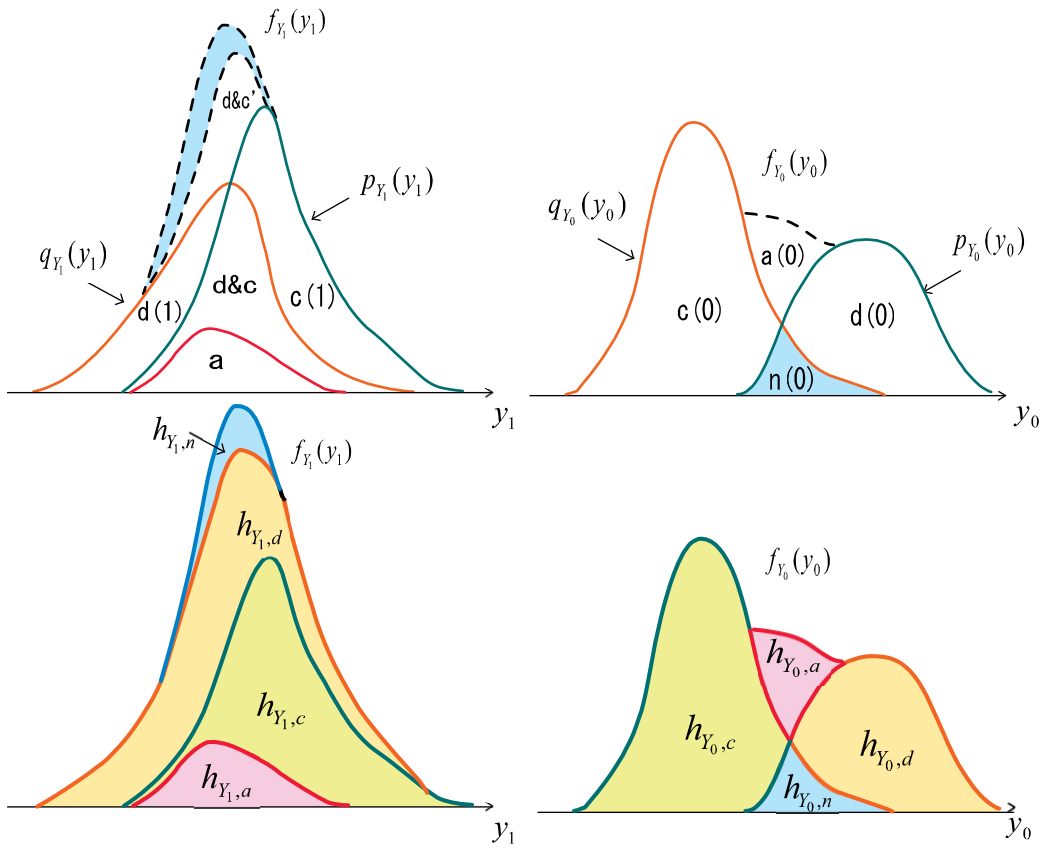 f_{Y_1}(y_1)
d&c'
p_{Y_1}(y_1)
q_{Y_1}(y_1)
d(1)
d&c
c(1)
a
y_1
f_{Y_0}(y_0)
q_{Y_0}(y_0)
a(0)
p_{Y_0}(y_0)
c(0)
d(0)
n(0)
y_0
h_{Y_1,n}
f_{Y_1}(y_1)
h_{Y_1,d}
h_{Y_1,c}
h_{Y_1,a}
y_1
f_{Y_0}(y_0)
h_{Y_0,a}
h_{Y_0,c}
h_{Y_0,d}
h_{Y_0,n}
y_0